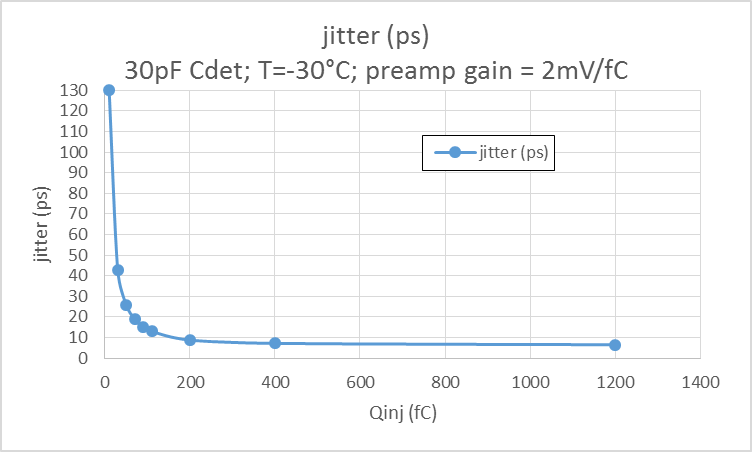 jitter (ps)
30pF Cdet; T=-30°C; preamp gain = 2mV/fC
130
120
110
100
90
80
70
60
50
40
30
20
10
0
jitter (ps)
jitter (ps)
0 200 400 600 800 1000 1200 1400
Qinj (fC)